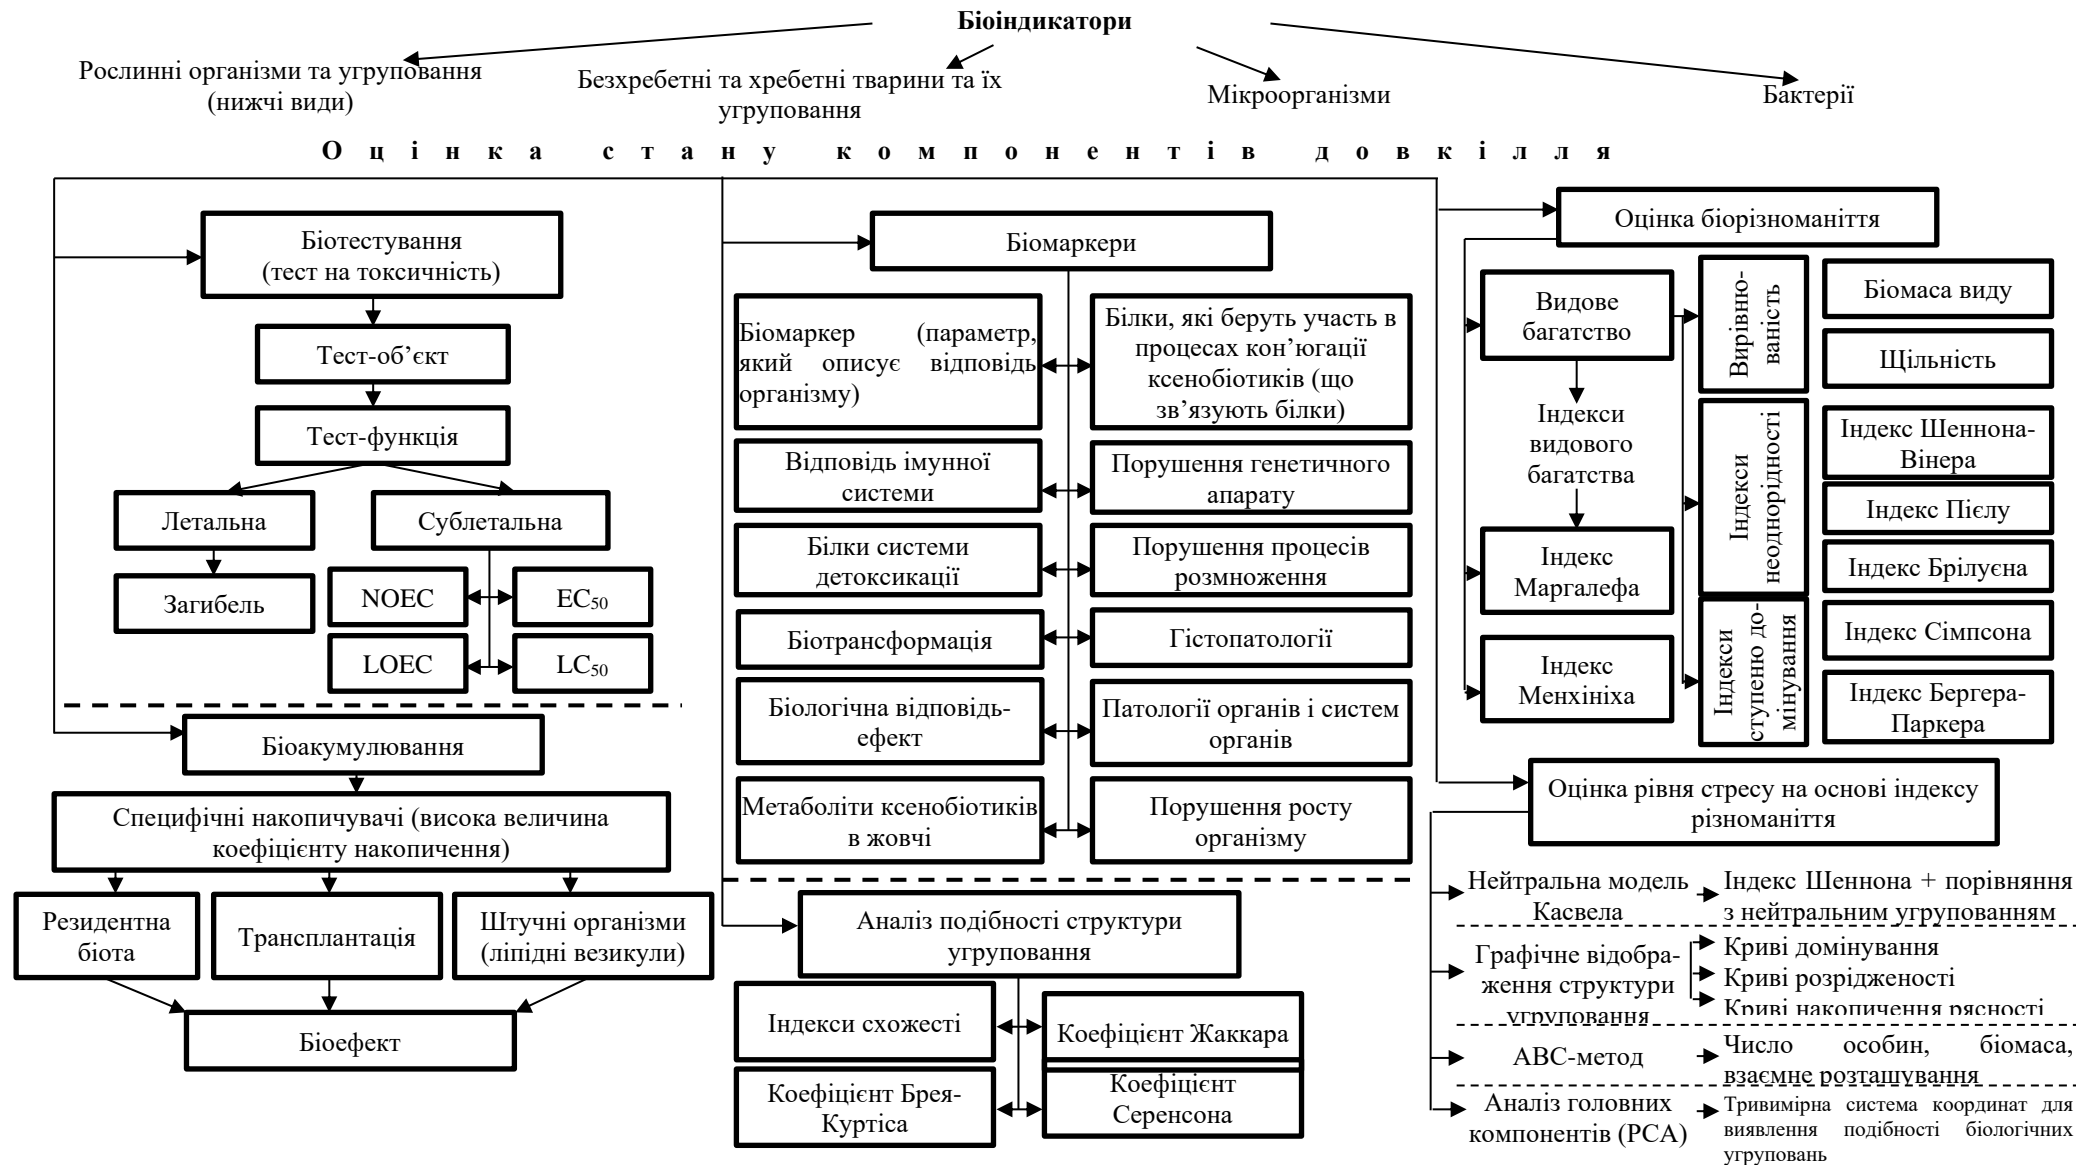 Біоіндикатори
Рослинні організми та угруповання
(нижчі види)
Безхребетні та хребетні тварини та їх
угруповання
Мікроорганізми
Бактерії
Оцінка стану компонентів довкілля
Біотестування
(тест на токсичність)
Тест-об’єкт
Тест-функція
Летальна
Сублетальна
Загибель
NOEC
EC50
LOEC
LC50
Біоакумулювання
Специфічні накопичувачі (висока величина
коефіцієнту накопичення)
Резидентна
біота
Трансплантація
Штучні організми
(ліпідні везикули)
Біоефект
Біомаркери
Біомаркер (параметр,
який описує відповідь
організму)
Білки, які беруть участь в
процесах кон’югації
ксенобіотиків (що
зв’язують білки)
Відповідь імунної
системи
Порушення генетичного
апарату
Білки системи
детоксикації
Порушення процесів
розмноження
Біотрансформація
Гістопатології
Біологічна відповідь-
ефект
Патології органів і систем
органів
Метаболіти ксенобіотиків
в жовчі
Порушення росту
організму
Аналіз подібності структури
угруповання
Індекси схожесті
Коефіцієнт Жаккара
Коефіцієнт Брея-
Куртіса
Коефіцієнт
Серенсона
Оцінка біорізноманіття
Видове
багатство
Індекси
видового
багатства
Індекс
Маргалефа
Індекс
Менхініха
Вирівню-
ваність
Індекси
неоднорідності
Індекси
ступеню до-
мінування
Біомаса виду
Щільність
Індекс Шеннона-
Вінера
Індекс Пієлу
Індекс Брілуєна
Індекс Сімпсона
Індекс Бергера-
Паркера
Оцінка рівня стресу на основі індексу
різноманіття
Нейтральна модель
Касвела
Індекс Шеннона + порівняння
з нейтральним угрупованням
Графічне відобра-
ження структури
угруповання
Криві домінування
Криві розрідженості
Криві накопичення рясності
АВС-метод
Число особин, біомаса,
взаємне розташування
Аналіз головних
компонентів (РСА)
Тривимірна система координат для
виявлення подібності біологічних
угруповань